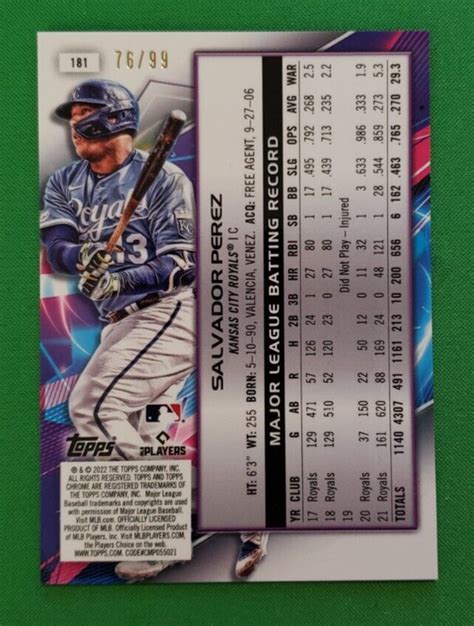 181
76/99
Royals
13
SALVADOR PEREZ
KANSAS CITY ROYALS® | C
HT: 6'3" WT: 255 BORN: 5-10-90, VALENCIA, VENEZ. ACQ: FREE AGENT, 9-27-06
MAJOR LEAGUE BATTING RECORD
YR CLUB G AB R H 2B 3B HR RBI SB BB SLG OPS AVG WAR
17 Royals 129 471 57 126 24 1 27 80 1 17 .495 .792 .268 2.5
18 Royals 129 510 52 120 23 0 27 80 1 17 .439 .713 .235 2.2
19 Did Not Play – Injured
20 Royals 37 150 22 50 12 0 11 32 1 3 .633 .986 .333 1.9
21 Royals 161 620 88 169 24 0 48 121 1 28 .544 .859 .273 5.3
TOTALS 1140 4307 491 1161 213 10 200 656 6 162 .463 .765 .270 29.3
Topps
PLAYERS
® & © 2022 THE TOPPS COMPANY, INC.
ALL RIGHTS RESERVED. TOPPS AND TOPPS
CHROME ARE REGISTERED TRADEMARKS OF
THE TOPPS COMPANY, INC. Major League
Baseball trademarks and copyrights are used
with permission of Major League Baseball.
Visit MLB.com. OFFICIALLY LICENSED
PRODUCT OF MLB. Officially Licensed Product
of MLB Players, Inc. Visit MLBPLAYERS.com,
the Players Choice on the web.
WWW.TOPPS.COM. CODE#CMP055021